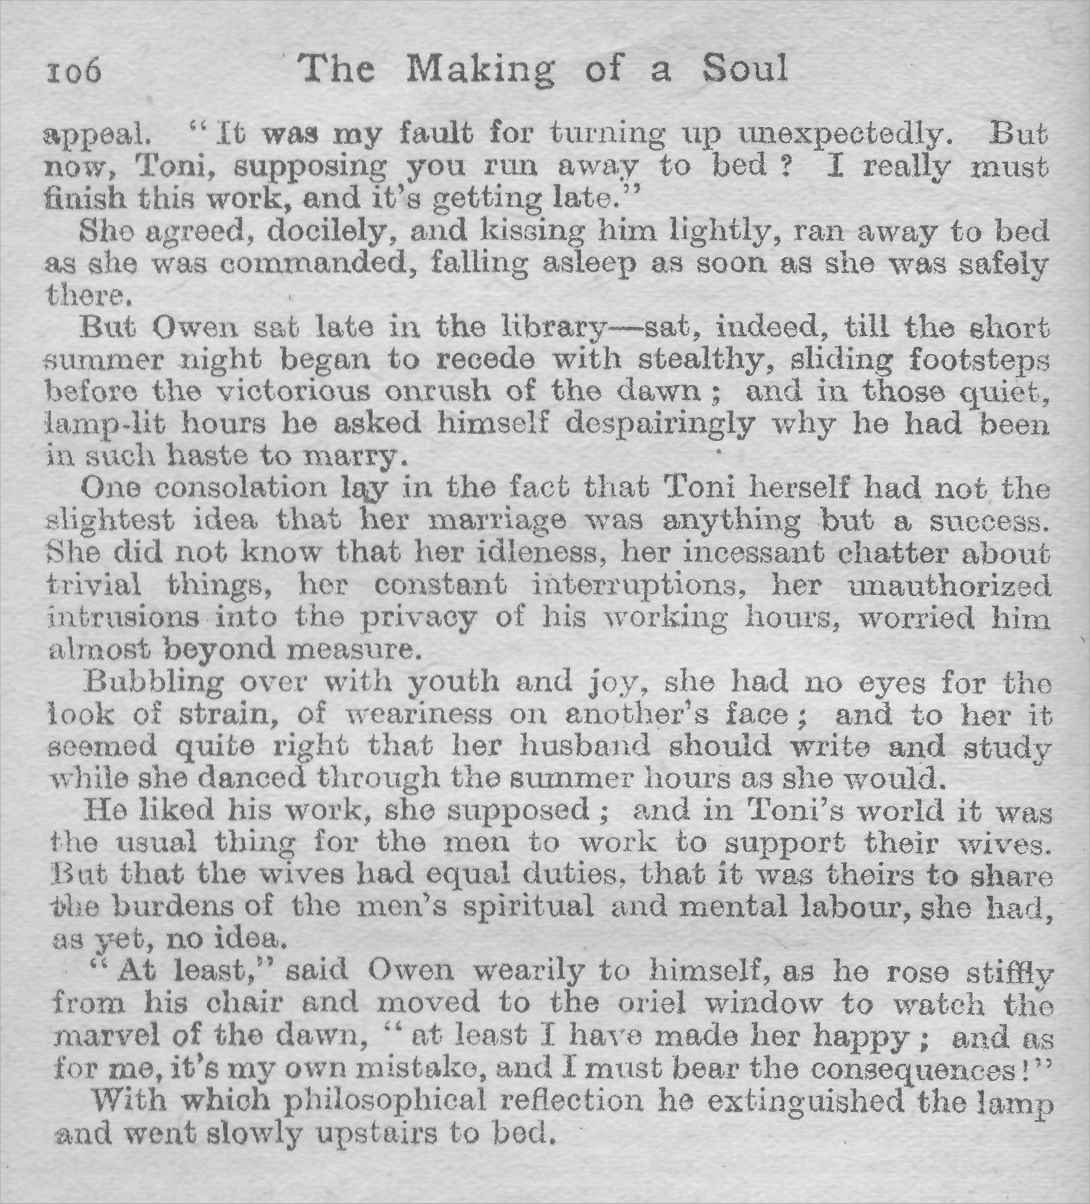 106 The Making of a Soul
appeal. “It was my fault for turning up unexpectedly. But
now, Toni, supposing you run away to bed? I really must
finish this work, and it’s getting late.”
She agreed, docilely, and kissing him lightly, ran away to bed
as she was commanded, falling asleep as soon as she was safely
there.
But Owen sat late in the library—sat, indeed, till the short
summer night began to recede with stealthy, sliding footsteps
before the victorious onrush of the dawn; and in those quiet,
lamp-lit hours he asked himself despairingly why he had been
in such haste to marry.
One consolation lay in the fact that Toni herself had not the
slightest idea that her marriage was anything but a success.
She did not know that her idleness, her incessant chatter about
trivial things, her constant interruptions, her unauthorized
intrusions into the privacy of his working hours, worried him
almost beyond measure.
Bubbling over with youth and joy, she had no eyes for the
look of strain, of weariness on another’s face; and to her it
seemed quite right that her husband should write and study
while she danced through the summer hours as she would.
He liked his work, she supposed; and in Toni’s world it was
the usual thing for the men to work to support their wives.
But that the wives had equal duties, that it was theirs to share
the burdens of the men’s spiritual and mental labour, she had,
as yet, no idea.
“At least,” said Owen wearily to himself, as he rose stiffly
from his chair and moved to the oriel window to watch the
marvel of the dawn, “at least I have made her happy; and as
for me, it’s my own mistake, and I must bear the consequences!”
With which philosophical reflection he extinguished the lamp
and went slowly upstairs to bed.